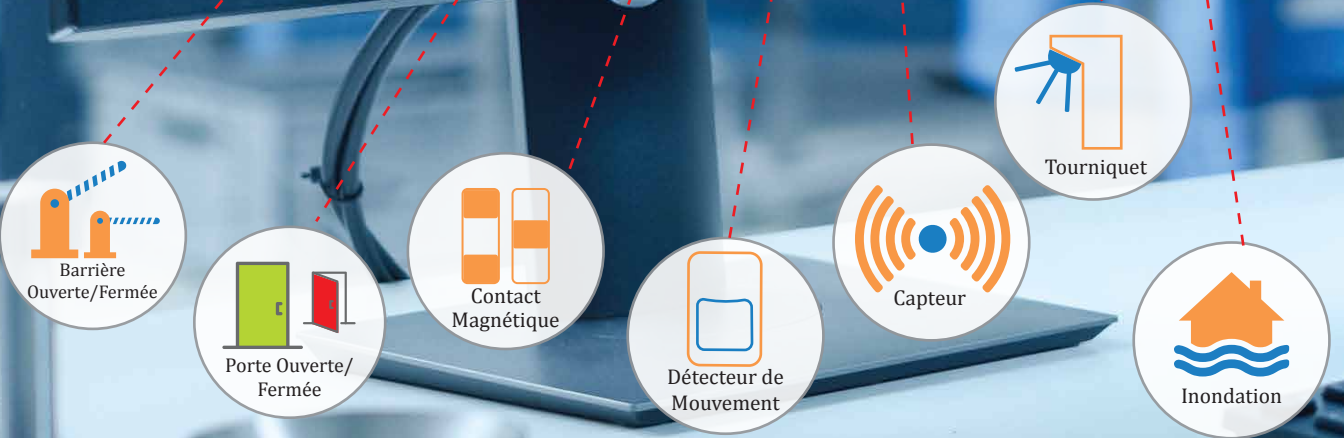 Barrière
Ouverte/Fermée
Porte Ouverte/
Fermée
Contact
Magnétique
Détecteur de
Mouvement
Capteur
Tourniquet
Inondation